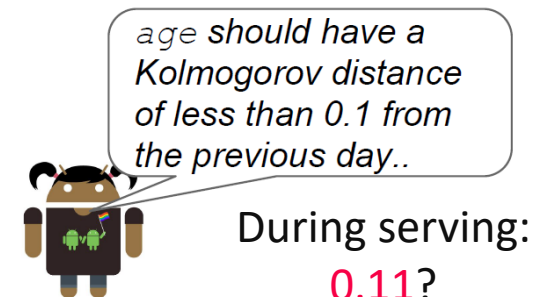 age should have a
Kolmogorov distance
of less than 0.1 from
the previous day..
During serving:
0.11?